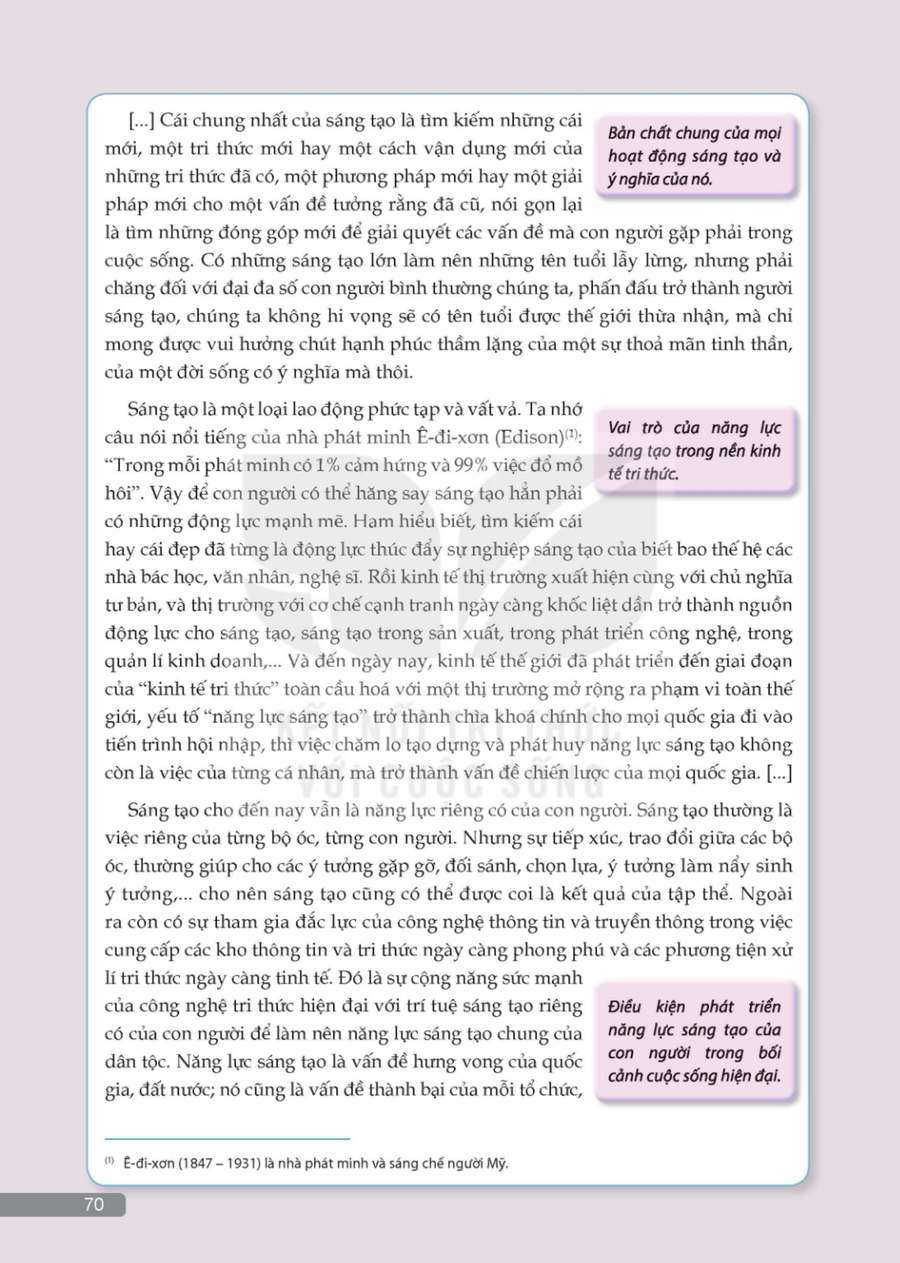 [...] Cái chung nhất của sáng tạo là tìm kiếm những cái
mới, một tri thức mới hay một cách vận dụng mới của
những tri thức đã có, một phương pháp mới hay một giải
pháp mới cho một vấn đề tưởng rằng đã cũ, nói gọn lại
là tìm những đóng góp mới để giải quyết các vấn đề mà con người gặp phải trong
cuộc sống. Có những sáng tạo lớn làm nên những tên tuổi lẫy lừng, nhưng phải
chăng đối với đại đa số con người bình thường chúng ta, phấn đấu trở thành người
sáng tạo, chúng ta không hi vọng sẽ có tên tuổi được thế giới thừa nhận, mà chỉ
mong được vui hưởng chút hạnh phúc thầm lặng của một sự thoả mãn tinh thần,
của một đời sống có ý nghĩa mà thôi.
Bản chất chung của mọi
hoạt động sáng tạo và
ý nghĩa của nó.
Sáng tạo là một loại lao động phức tạp và vất vả. Ta nhớ
câu nói nổi tiếng của nhà phát minh Ê-đi-xơn (Edison)(1):
“Trong mỗi phát minh có 1% cảm hứng và 99% việc đổ mồ
hôi”. Vậy để con người có thể hăng say sáng tạo hẳn phải
có những động lực mạnh mẽ. Ham hiểu biết, tìm kiếm cái
hay cái đẹp đã từng là động lực thúc đẩy sự nghiệp sáng tạo của biết bao thế hệ các
nhà bác học, văn nhân, nghệ sĩ. Rồi kinh tế thị trường xuất hiện cùng với chủ nghĩa
tư bản, và thị trường với cơ chế cạnh tranh ngày càng khốc liệt dần trở thành nguồn
động lực cho sáng tạo, sáng tạo trong sản xuất, trong phát triển công nghệ, trong
quản lí kinh doanh,... Và đến ngày nay, kinh tế thế giới đã phát triển đến giai đoạn
của “kinh tế tri thức” toàn cầu hoá với một thị trường mở rộng ra phạm vi toàn thế
giới, yếu tố “năng lực sáng tạo” trở thành chìa khoá chính cho mọi quốc gia đi vào
tiến trình hội nhập, thì việc chăm lo tạo dựng và phát huy năng lực sáng tạo không
còn là việc của từng cá nhân, mà trở thành vấn đề chiến lược của mọi quốc gia. [...]
Vai trò của năng lực
sáng tạo trong nền kinh
tế tri thức.
KẾT NỐI TRI THỨC
VỚI CUỘC SỐNG
Sáng tạo cho đến nay vẫn là năng lực riêng có của con người. Sáng tạo thường là
việc riêng của từng bộ óc, từng con người. Nhưng sự tiếp xúc, trao đổi giữa các bộ
óc, thường giúp cho các ý tưởng gặp gỡ, đối sánh, chọn lựa, ý tưởng làm nẩy sinh
ý tưởng,... cho nên sáng tạo cũng có thể được coi là kết quả của tập thể. Ngoài
ra còn có sự tham gia đắc lực của công nghệ thông tin và truyền thông trong việc
cung cấp các kho thông tin và tri thức ngày càng phong phú và các phương tiện xử
lí tri thức ngày càng tinh tế. Đó là sự cộng năng sức mạnh
của công nghệ tri thức hiện đại với trí tuệ sáng tạo riêng
có của con người để làm nên năng lực sáng tạo chung của
dân tộc. Năng lực sáng tạo là vấn đề hưng vong của quốc
gia, đất nước; nó cũng là vấn đề thành bại của mỗi tổ chức,
Điều kiện phát triển
năng lực sáng tạo của
con người trong bối
cảnh cuộc sống hiện đại.
(1) Ê-đi-xơn (1847 – 1931) là nhà phát minh và sáng chế người Mỹ.
70